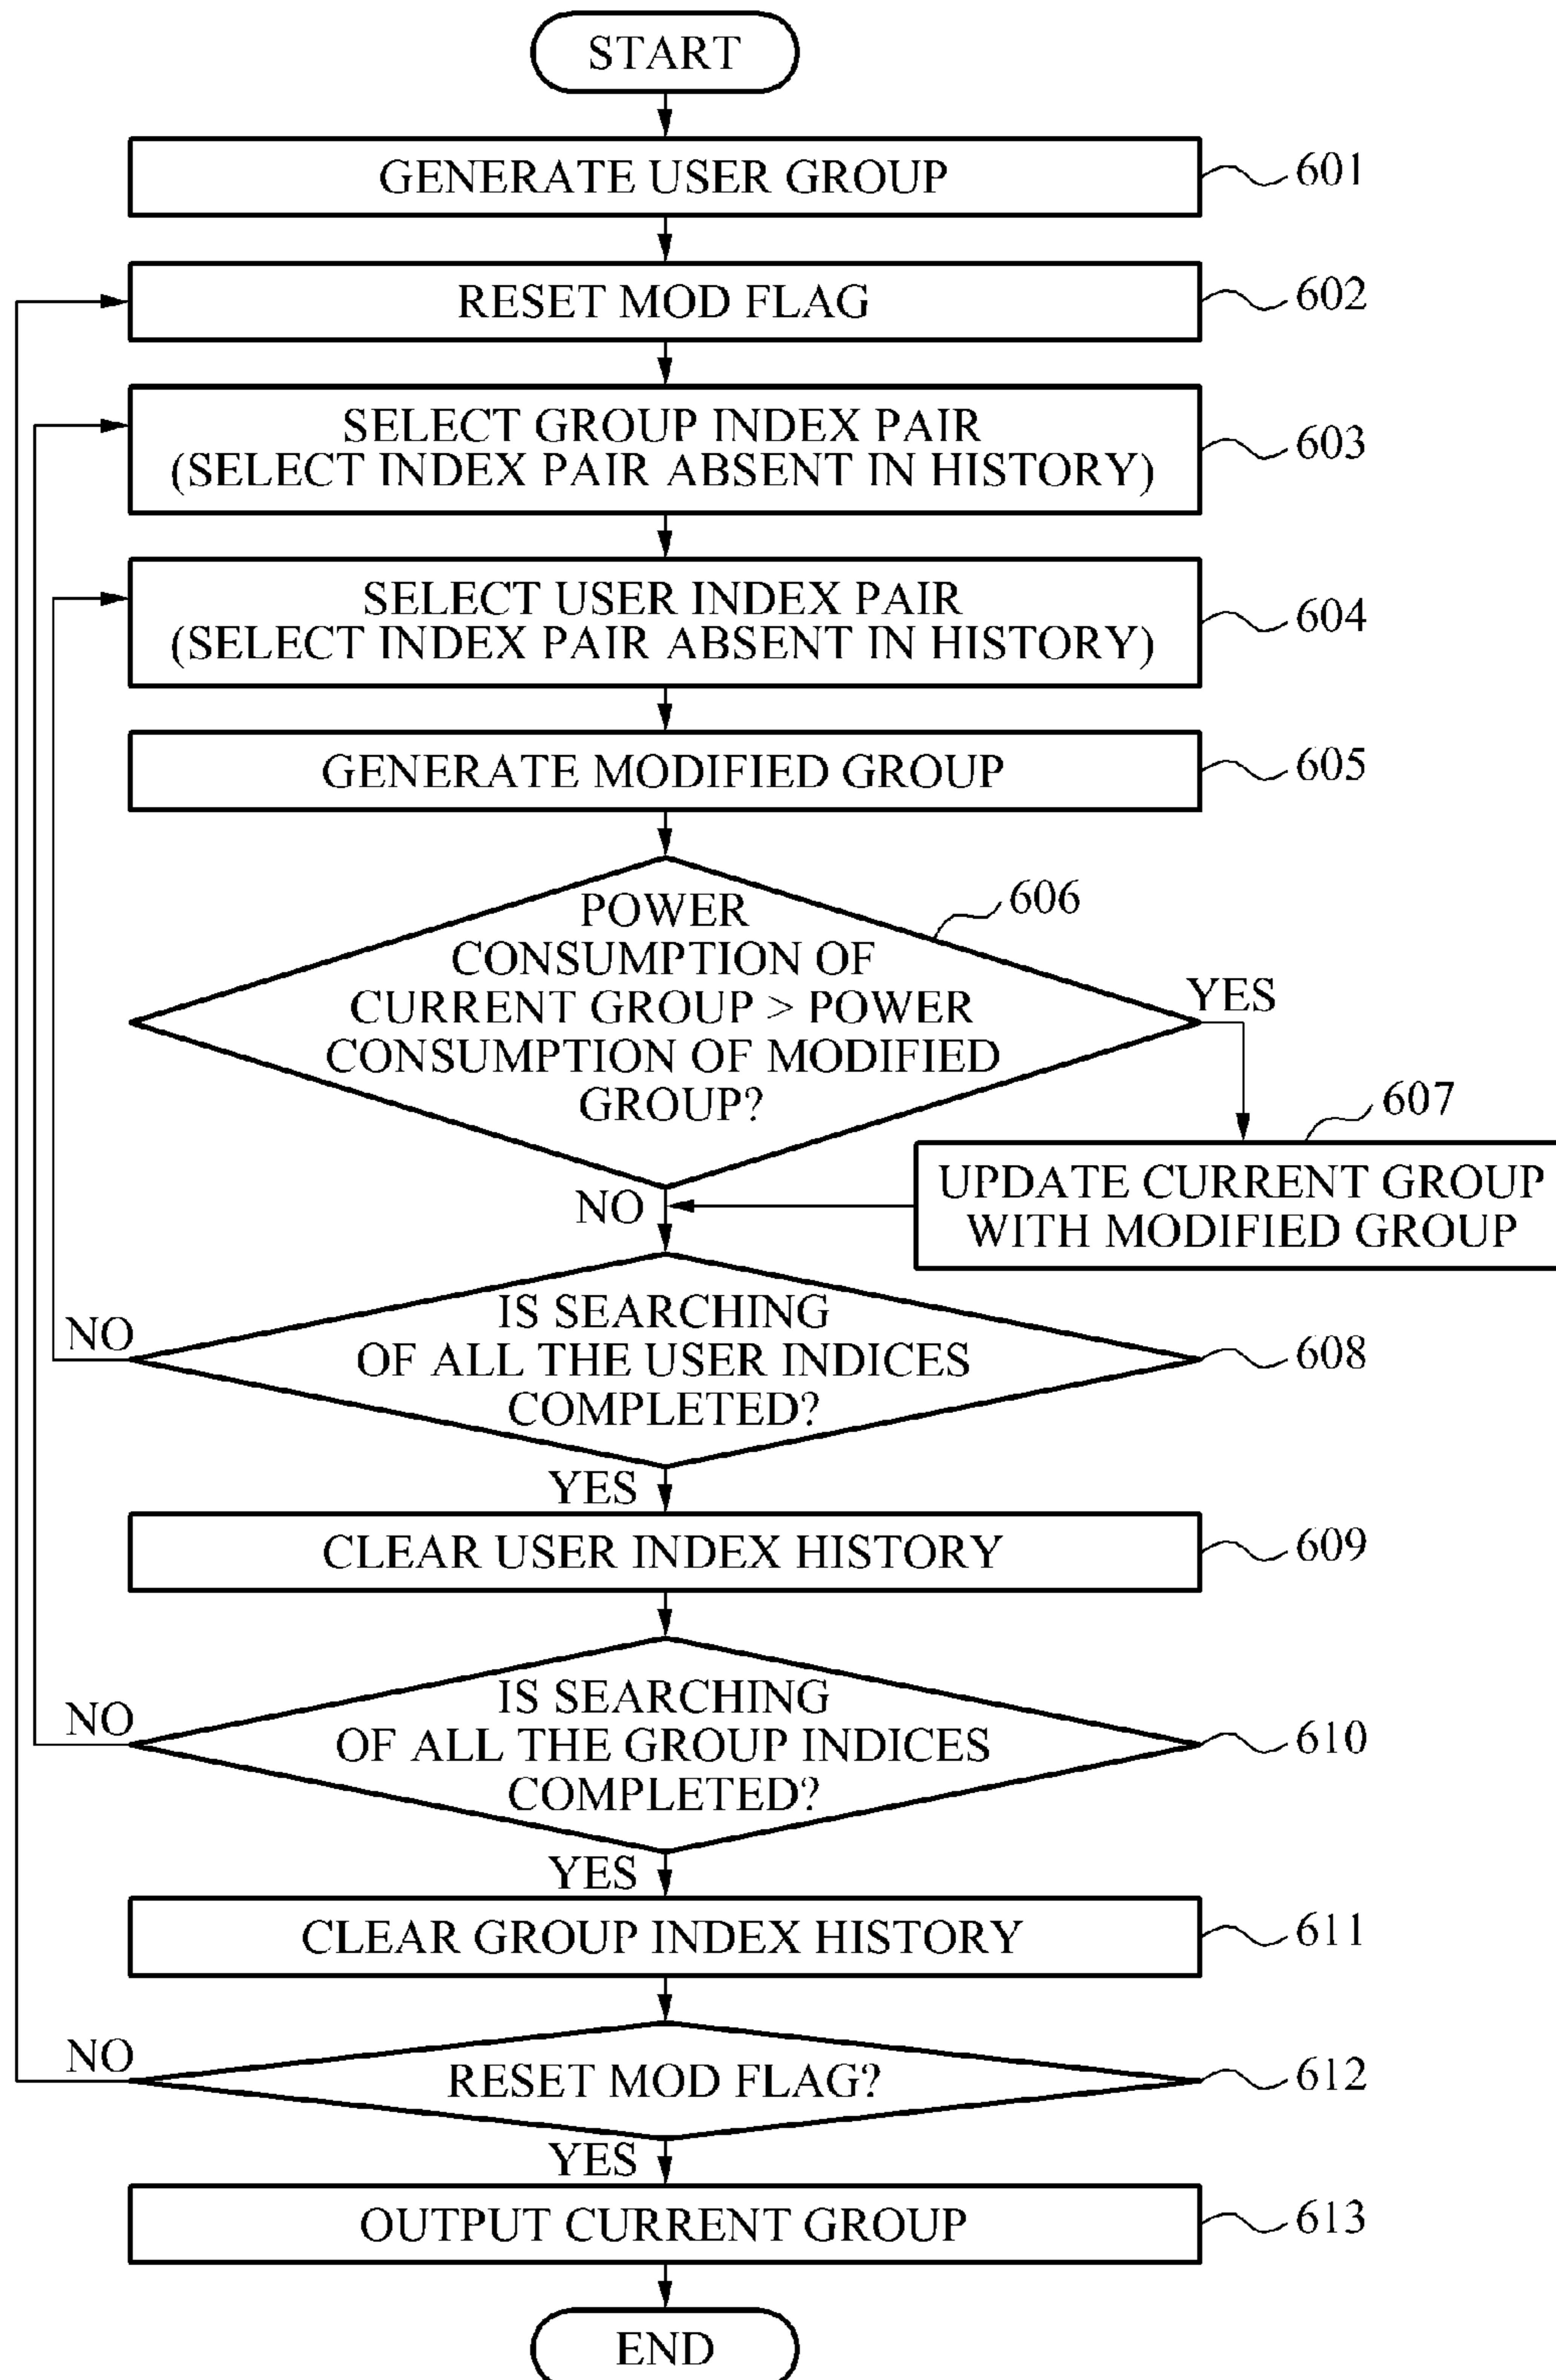 START
GENERATE USER GROUP
601
RESET MOD FLAG
602
SELECT GROUP INDEX PAIR
(SELECT INDEX PAIR ABSENT IN HISTORY)
603
SELECT USER INDEX PAIR
(SELECT INDEX PAIR ABSENT IN HISTORY)
604
GENERATE MODIFIED GROUP
605
POWER
CONSUMPTION OF
CURRENT GROUP > POWER
CONSUMPTION OF MODIFIED
GROUP?
606
YES
607
UPDATE CURRENT GROUP
WITH MODIFIED GROUP
NO
IS SEARCHING
OF ALL THE USER INDICES
COMPLETED?
608
NO
YES
CLEAR USER INDEX HISTORY
609
IS SEARCHING
OF ALL THE GROUP INDICES
COMPLETED?
610
NO
YES
CLEAR GROUP INDEX HISTORY
611
RESET MOD FLAG?
612
NO
YES
OUTPUT CURRENT GROUP
613
END